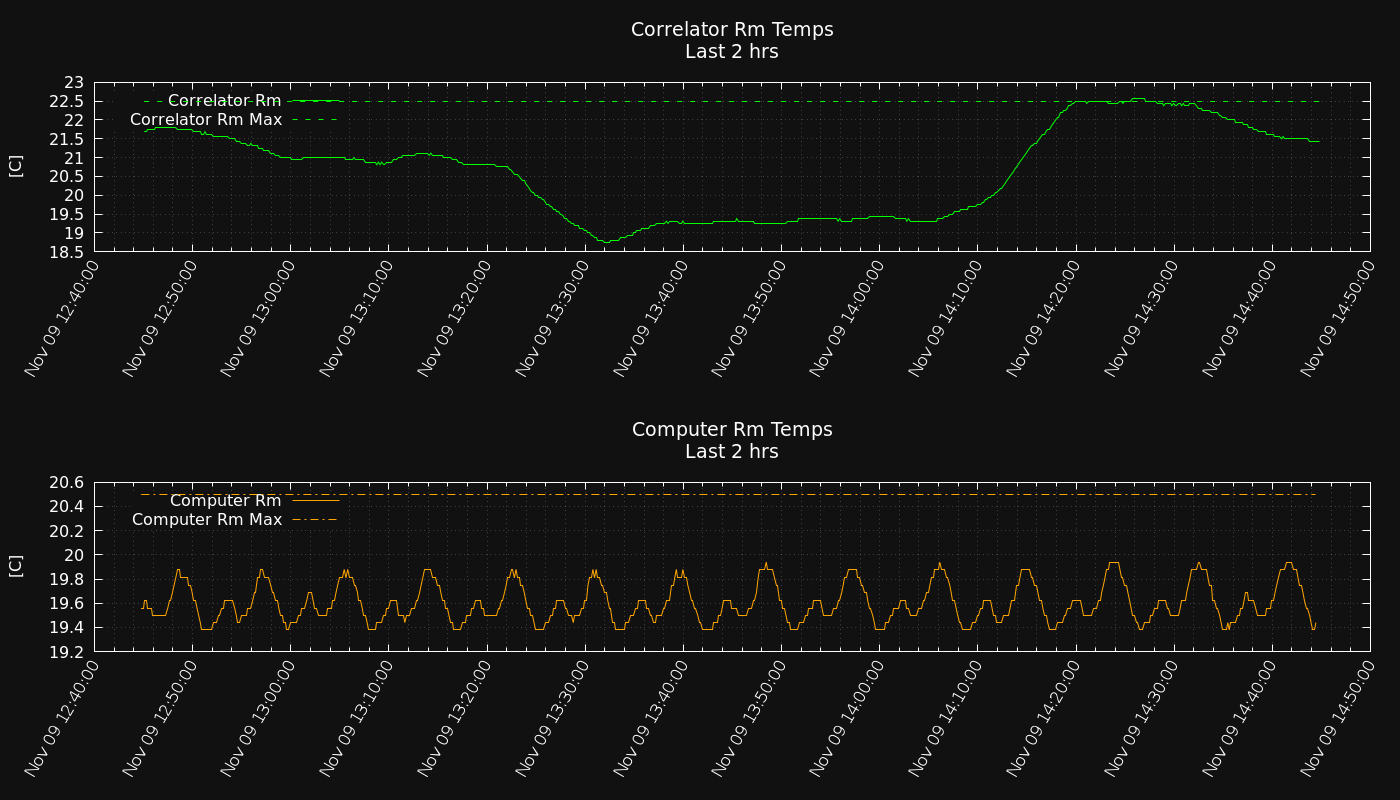 Correlator Rm Temps
Last 2 hrs
23
22.5
22
21.5
21
20.5
20
19.5
19
18.5
[C]
Correlator Rm
Correlator Rm Max
Nov 09 12:40:00
Nov 09 12:50:00
Nov 09 13:00:00
Nov 09 13:10:00
Nov 09 13:20:00
Nov 09 13:30:00
Nov 09 13:40:00
Nov 09 13:50:00
Nov 09 14:00:00
Nov 09 14:10:00
Nov 09 14:20:00
Nov 09 14:30:00
Nov 09 14:40:00
Nov 09 14:50:00
Computer Rm Temps
Last 2 hrs
20.6
20.4
20.2
20
19.8
19.6
19.4
19.2
[C]
Computer Rm
Computer Rm Max
Nov 09 12:40:00
Nov 09 12:50:00
Nov 09 13:00:00
Nov 09 13:10:00
Nov 09 13:20:00
Nov 09 13:30:00
Nov 09 13:40:00
Nov 09 13:50:00
Nov 09 14:00:00
Nov 09 14:10:00
Nov 09 14:20:00
Nov 09 14:30:00
Nov 09 14:40:00
Nov 09 14:50:00